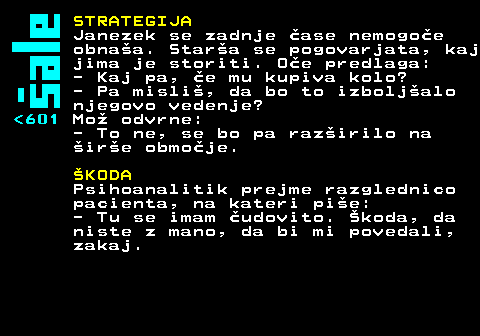 Šale
<601
STRATEGIJA
Janezek se zadnje čase nemogoče
obnaša. Starša se pogovarjata, kaj
jima je storiti. Oče predlaga:
- Kaj pa, če mu kupiva kolo?
- Pa misliš, da bo to izboljšalo
njegovo vedenje?
Mož odvrne:
- To ne, se bo pa razširilo na
širše območje.
ŠKODA
Psihoanalitik prejme razglednico
pacienta, na kateri piše:
- Tu se imam čudovito. Škoda, da
niste z mano, da bi mi povedali,
zakaj.